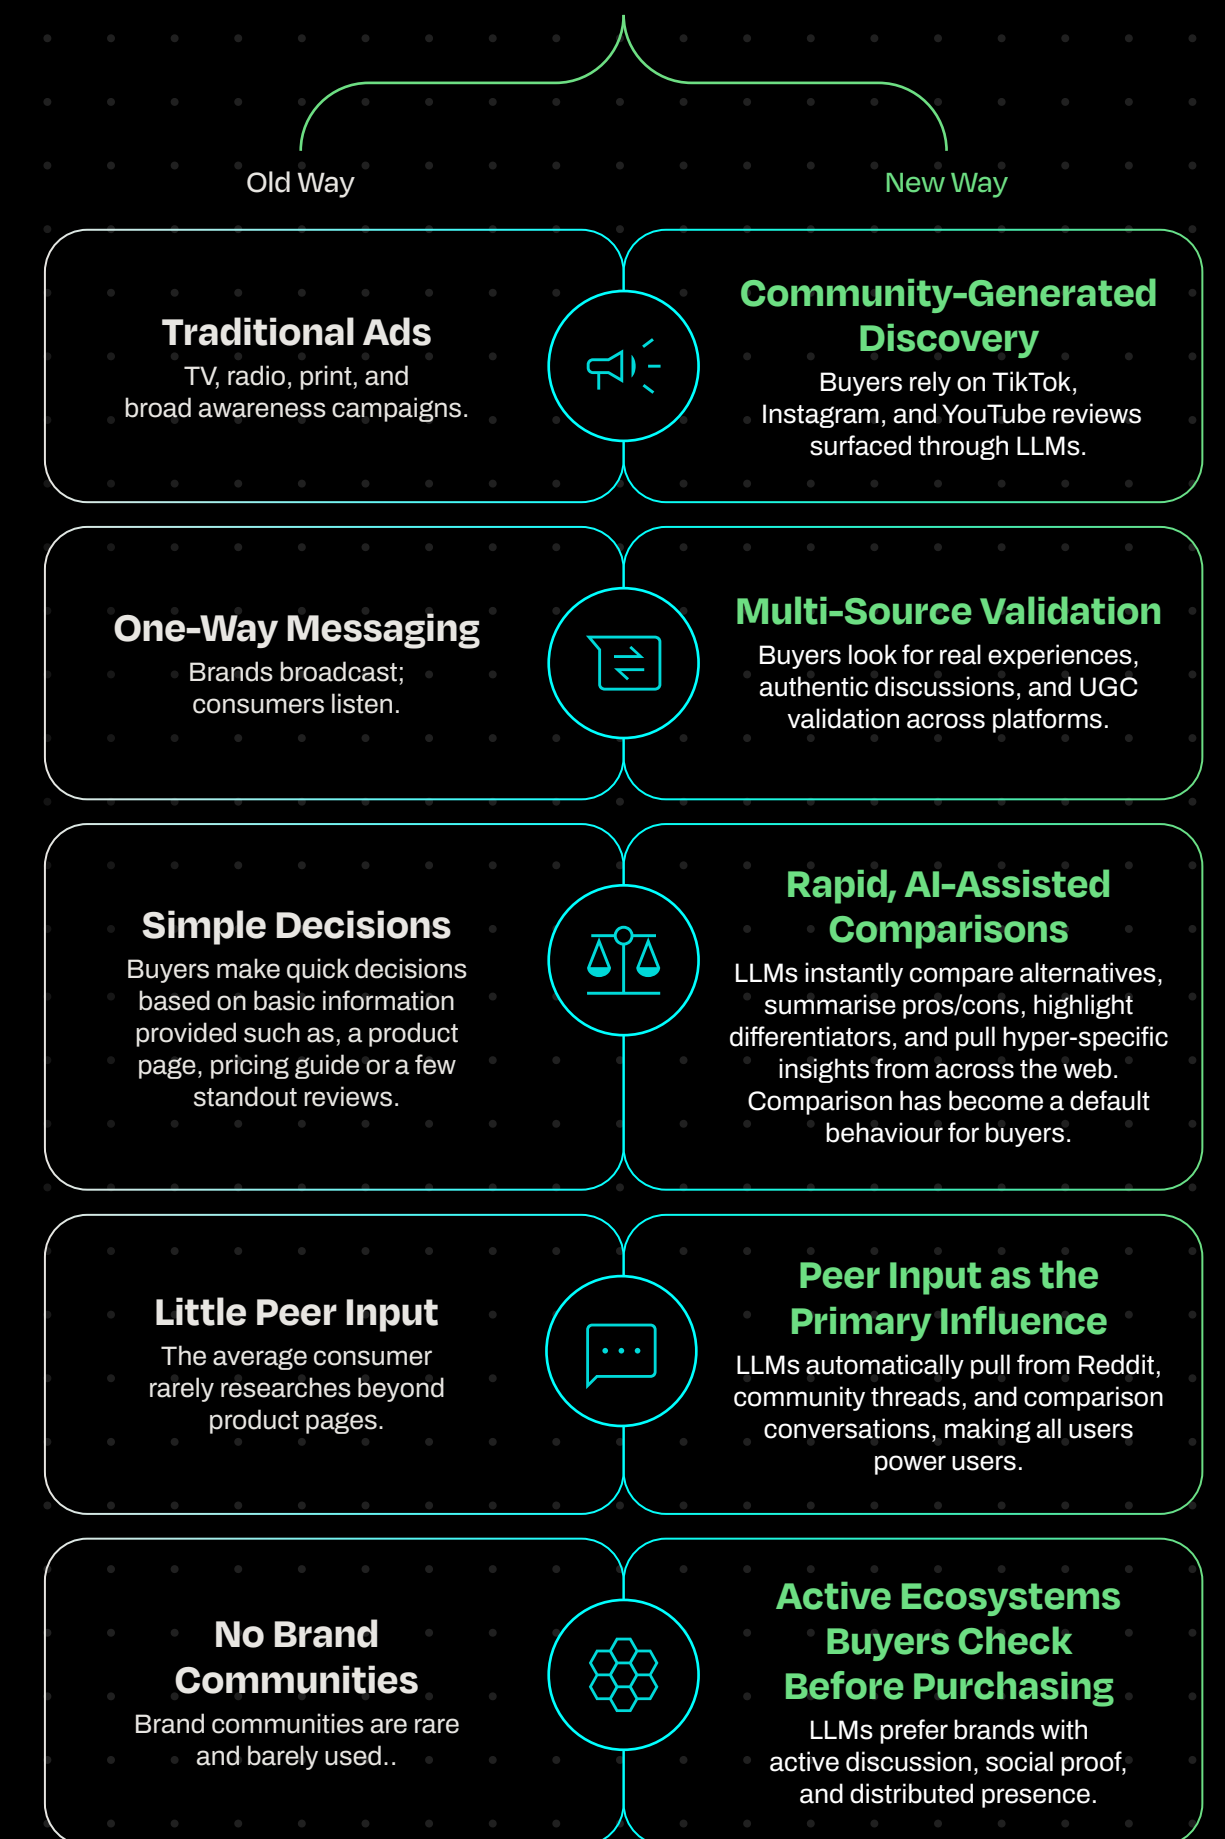 Old Way
New Way
Traditional Ads
TV, radio, print, and
broad awareness campaigns.
Community-Generated
Discovery
Buyers rely on TikTok,
Instagram, and YouTube reviews
surfaced through LLMs.
One-Way Messaging
Brands broadcast;
consumers listen.
Multi-Source Validation
Buyers look for real experiences,
authentic discussions, and UGC
validation across platforms.
Simple Decisions
Buyers make quick decisions
based on basic information
provided such as, a product
page, pricing guide or a few
standout reviews.
Rapid, AI-Assisted
Comparisons
LLMs instantly compare alternatives,
summarise pros/cons, highlight
differentiators, and pull hyper-specific
insights from across the web.
Comparison has become a default
behaviour for buyers.
Little Peer Input
The average consumer
rarely researches beyond
product pages.
Peer Input as the
Primary Influence
LLMs automatically pull from Reddit,
community threads, and comparison
conversations, making all users
power users.
No Brand
Communities
Brand communities are rare
and barely used..
Active Ecosystems
Buyers Check
Before Purchasing
LLMs prefer brands with
active discussion, social proof,
and distributed presence.